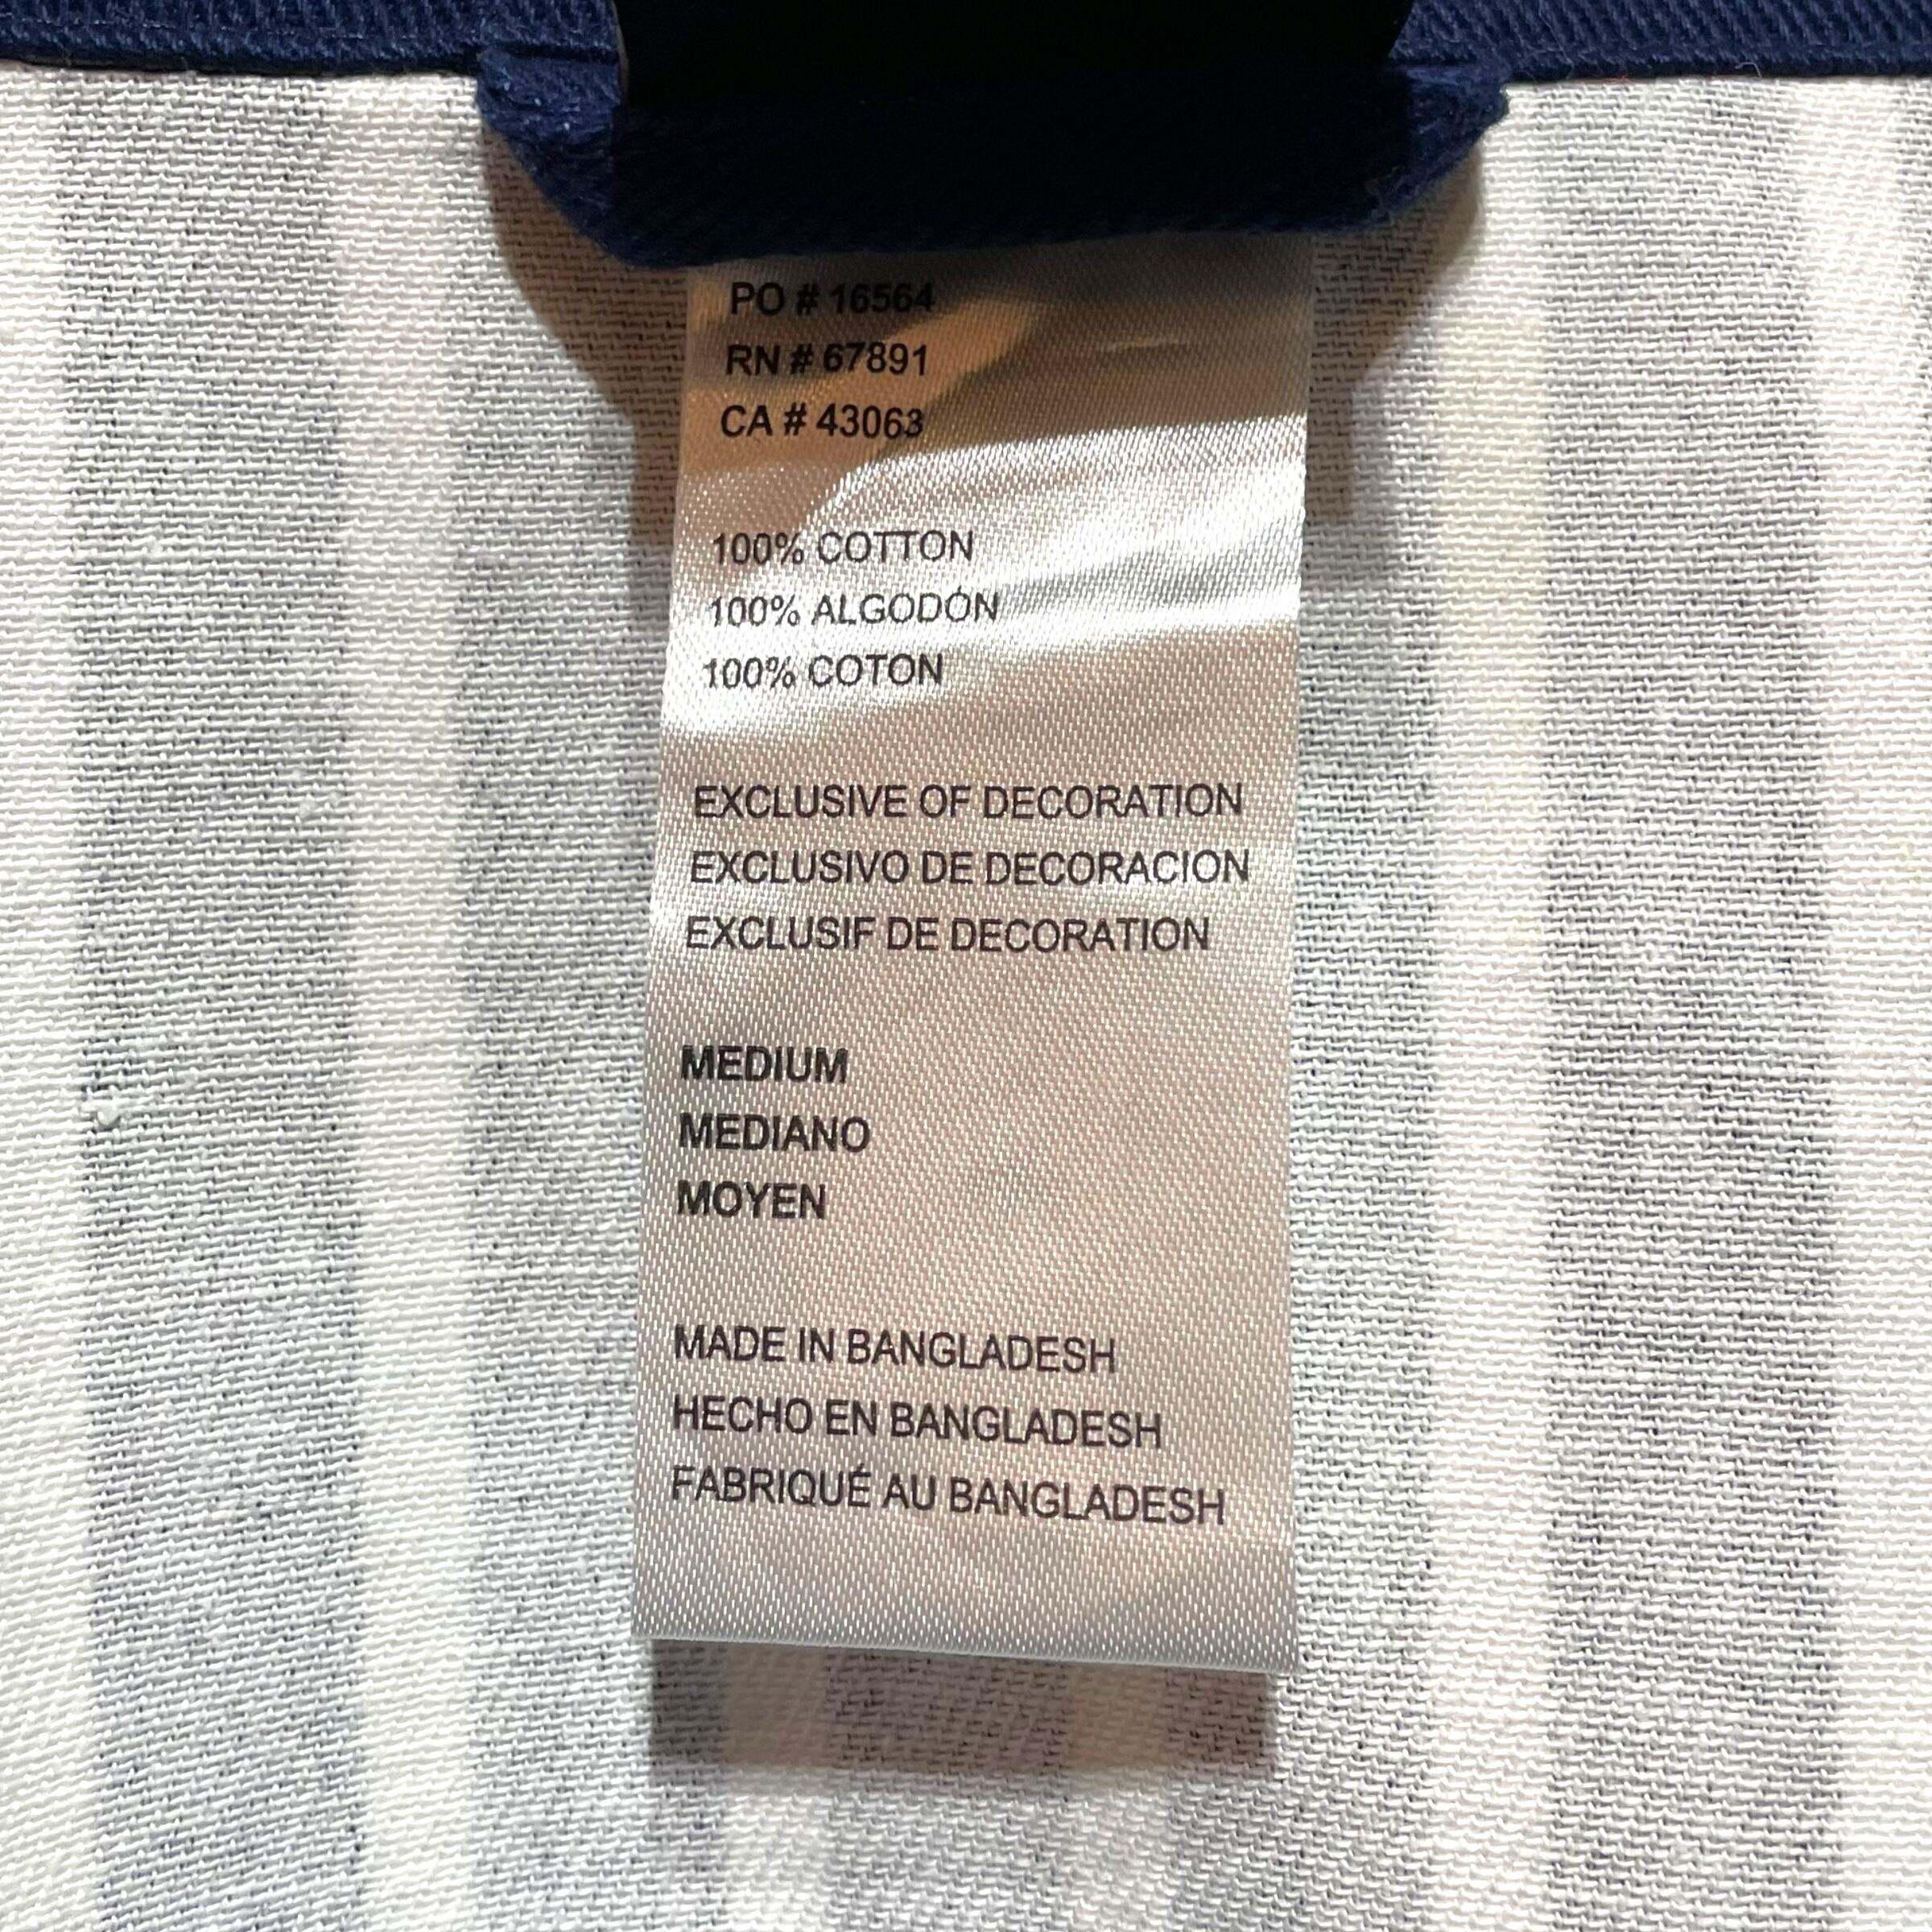 PO # 16564
RN # 67891
CA # 43063
100% COTTON
100% ALGODÓN
100% COTON
EXCLUSIVE OF DECORATION
EXCLUSIVO DE DECORACION
EXCLUSIF DE DECORATION
MEDIUM
MEDIANO
MOYEN
MADE IN BANGLADESH
HECHO EN BANGLADESH
FABRIQUÉ AU BANGLADESH